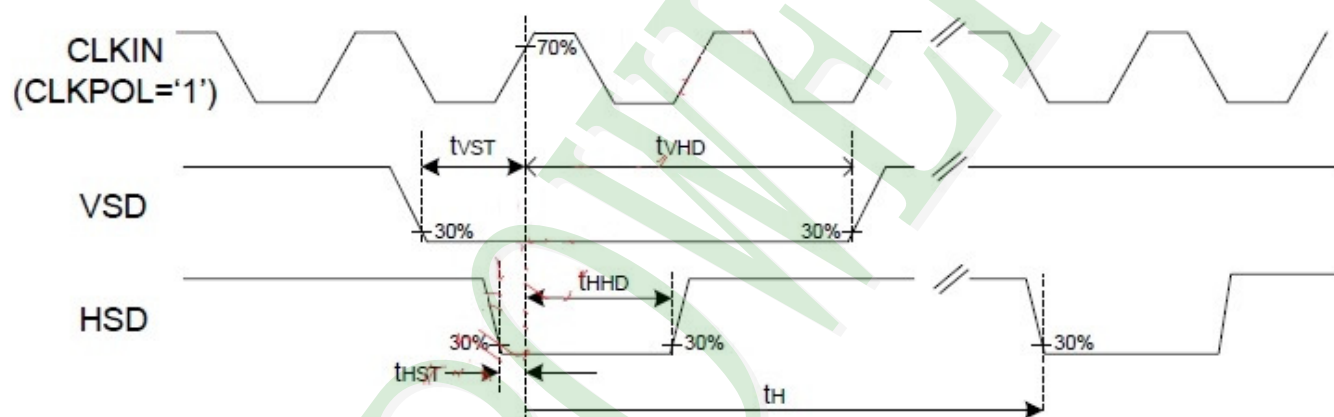 CLKIN
(CLKPOL='1')
70%
tVST
tVHD
VSD
30%
30%
tHHD
HSD
30%
30%
30%
tHST
tH